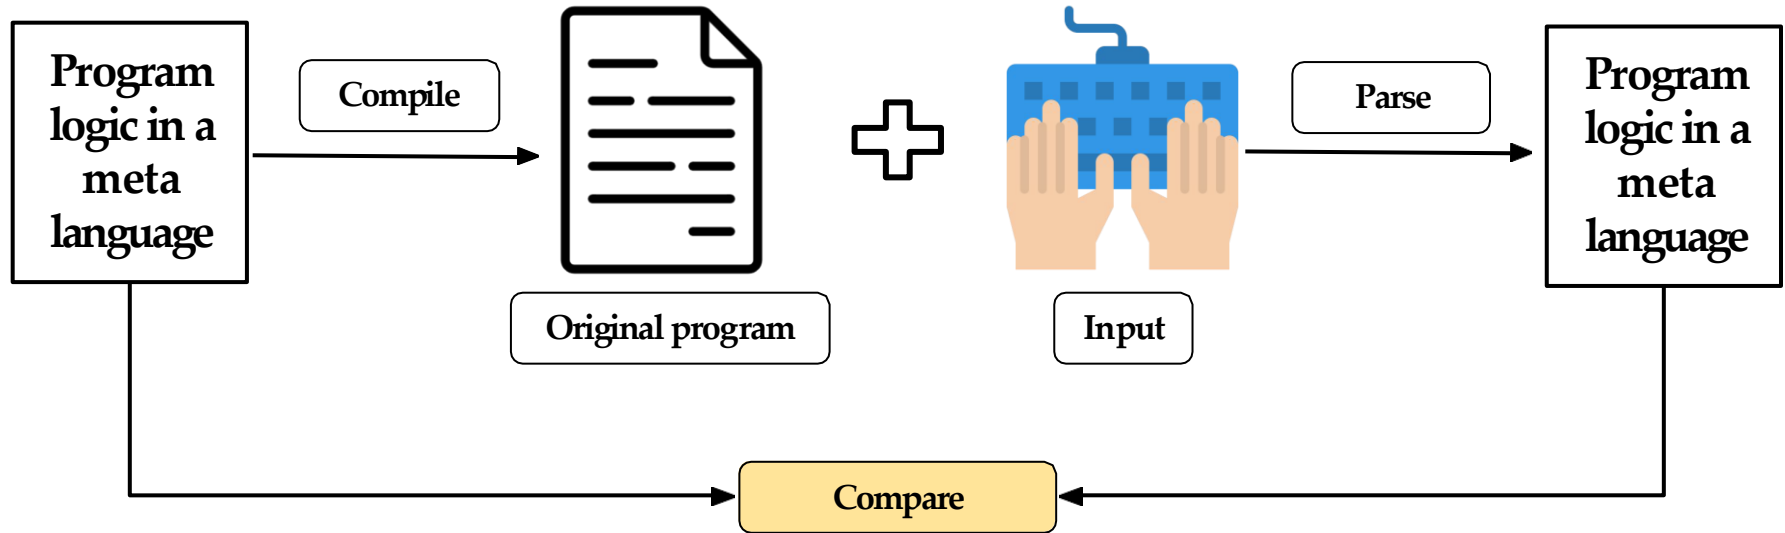 Program
logic in a
meta
language
Compile
Original program
Input
Parse
Program
logic in a
meta
language
Compare